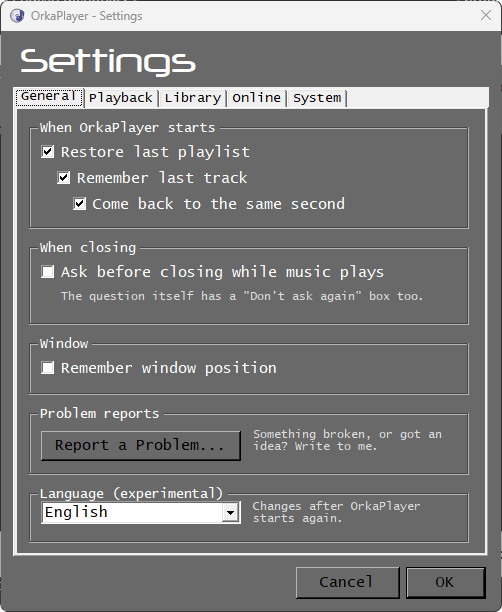 OrkaPlayer - Settings
Settings
General Playback Library Online System
When OrkaPlayer starts
Restore last playlist
Remember last track
Come back to the same second
When closing
Ask before closing while music plays
The question itself has a "Don't ask again" box too.
Window
Remember window position
Problem reports
Report a Problem...
Something broken, or got an
idea? Write to me.
Language (experimental)
English
Changes after OrkaPlayer
starts again.
Cancel OK